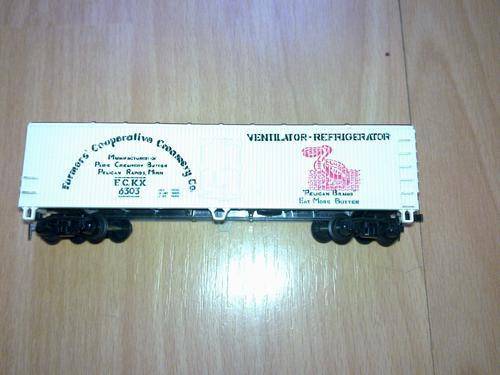 Farmers' Cooperative Creamery Co.
Manufacturers of
Pure Creamery Butter
Pelican Rapids, Minn
F.C.K.X
6303
VENTILATOR-REFRIGERATOR
Pelican Brand
Eat More Butter